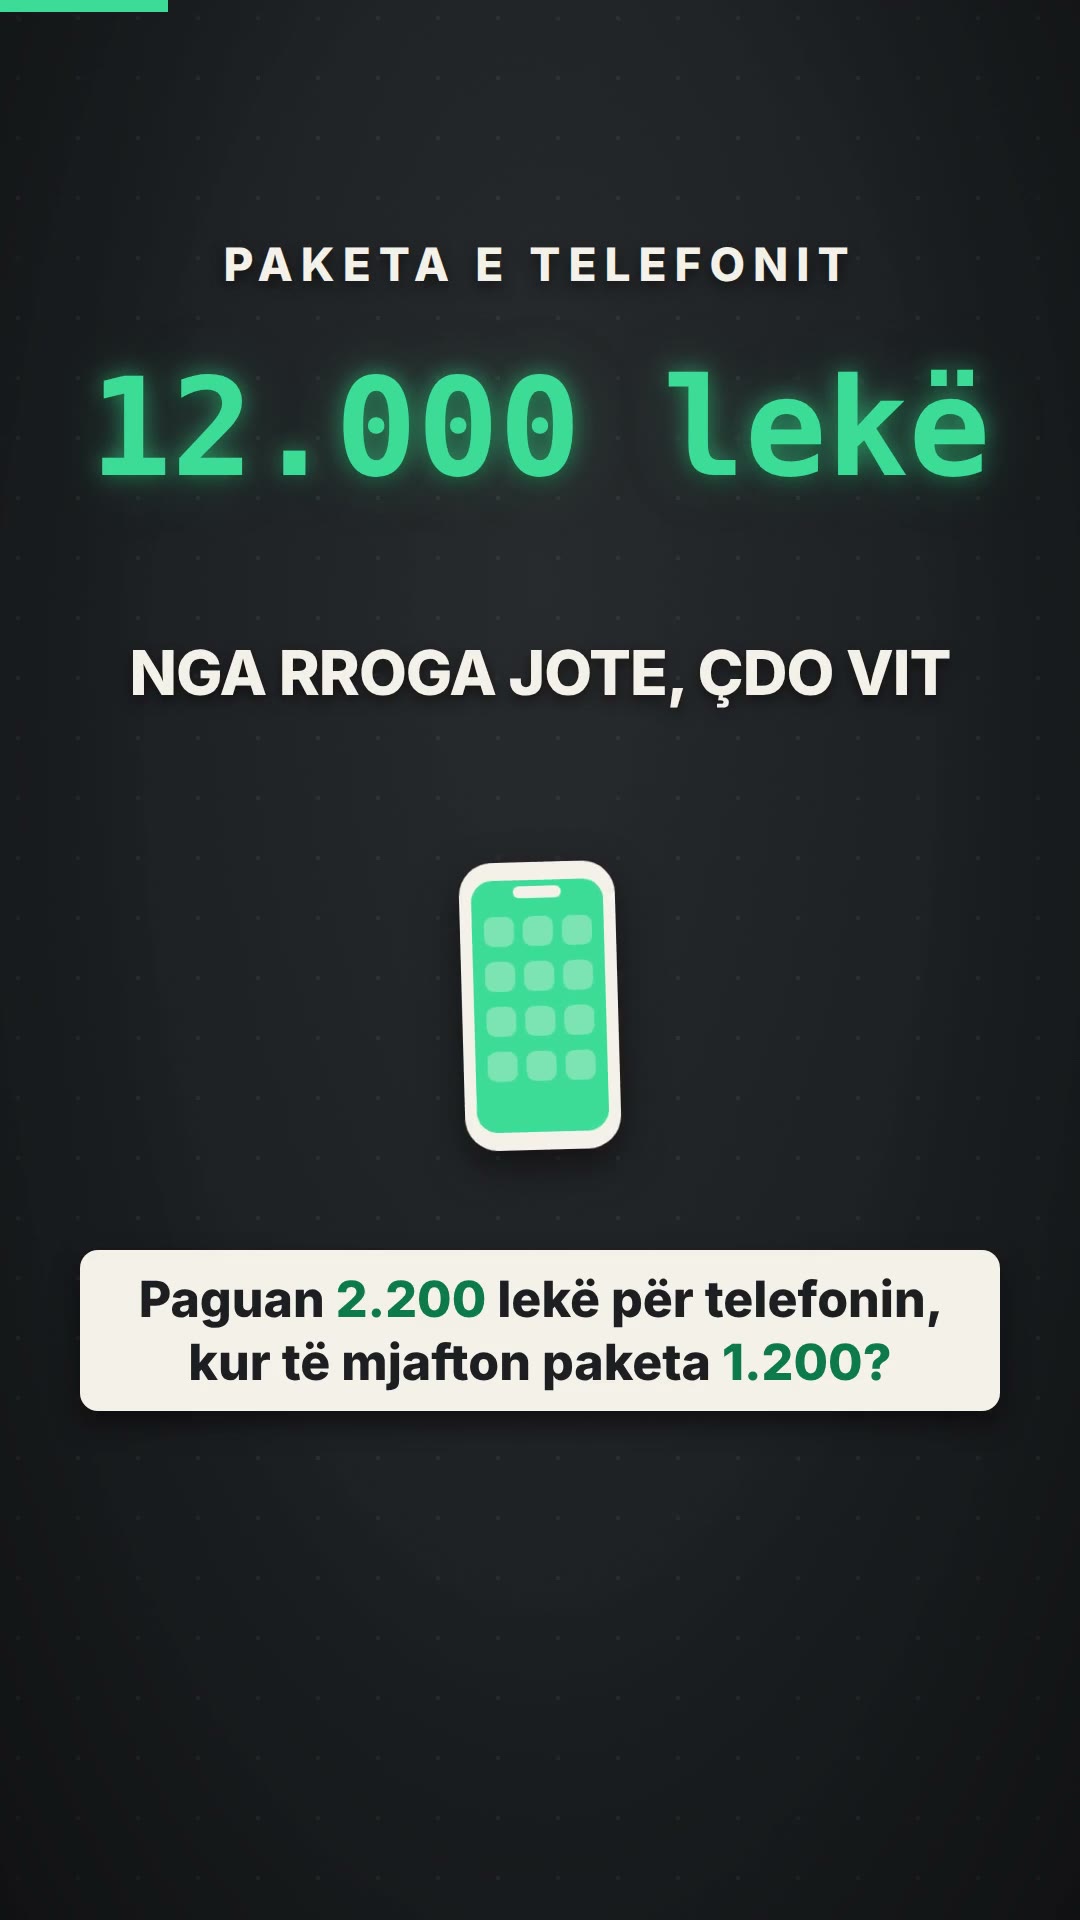 PAKETA E TELEFONIT
12.000 lekë
NGA RROGA JOTE, ÇDO VIT
Paguan 2.200 lekë për telefonin,
kur të mjafton paketa 1.200?